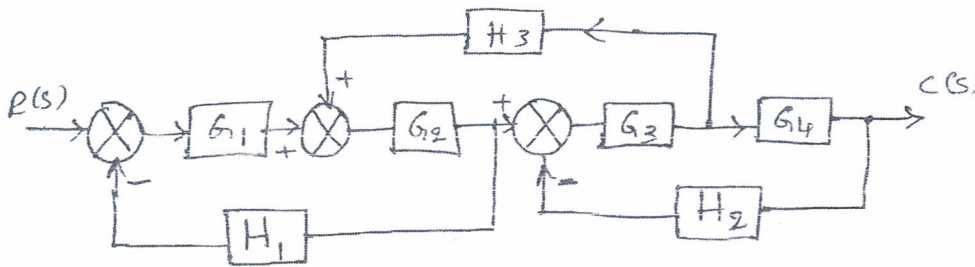 H3
R(S)
C(S)
+
G1
+
G2
+
G3
G4
-
-
H1
H2